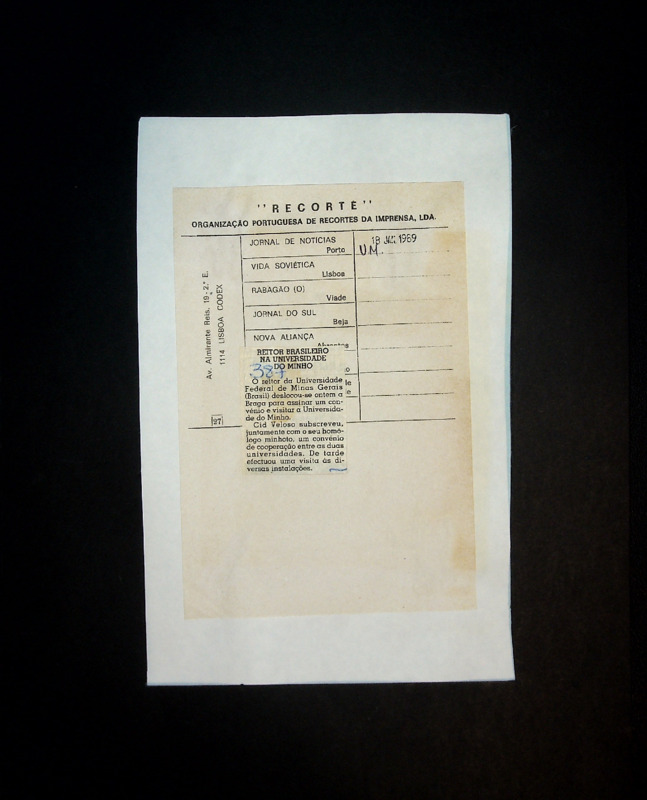 "RECORTE"
ORGANIZAÇÃO PORTUGUESA DE RECORTES DA IMPRENSA, LDA.
Av. Almirante Reis, 19-2.º E.
1114 LISBOA CODEX
27
JORNAL DE NOTICIAS
Porto
18 1989
U.M.
VIDA SOVIÉTICA
Lisboa
RABAGÃO (O)
Viade
JORNAL DO SUL
Beja
NOVA ALIANÇA
REITOR BRASILEIRO
NA UNIVERSIDADE
DO MINHO
387
O reitor da Universidade
Federal de Minas Gerais
(Brasil) deslocou-se ontem a
Braga para assinar um con-
vénio e visitar a Universida-
de do Minho.
Cid Veloso subscreveu,
juntamente com o seu homó-
logo minhoto, um convénio
de cooperação entre as duas
universidades. De tarde
efectuou uma visita às di-
versas instalações.